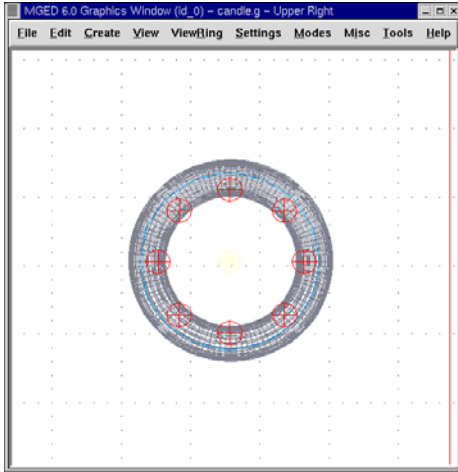 MGED 6.0 Graphics Window (id_0) - candle.g - Upper Right
File Edit Create View ViewRing Settings Modes Misc Tools Help